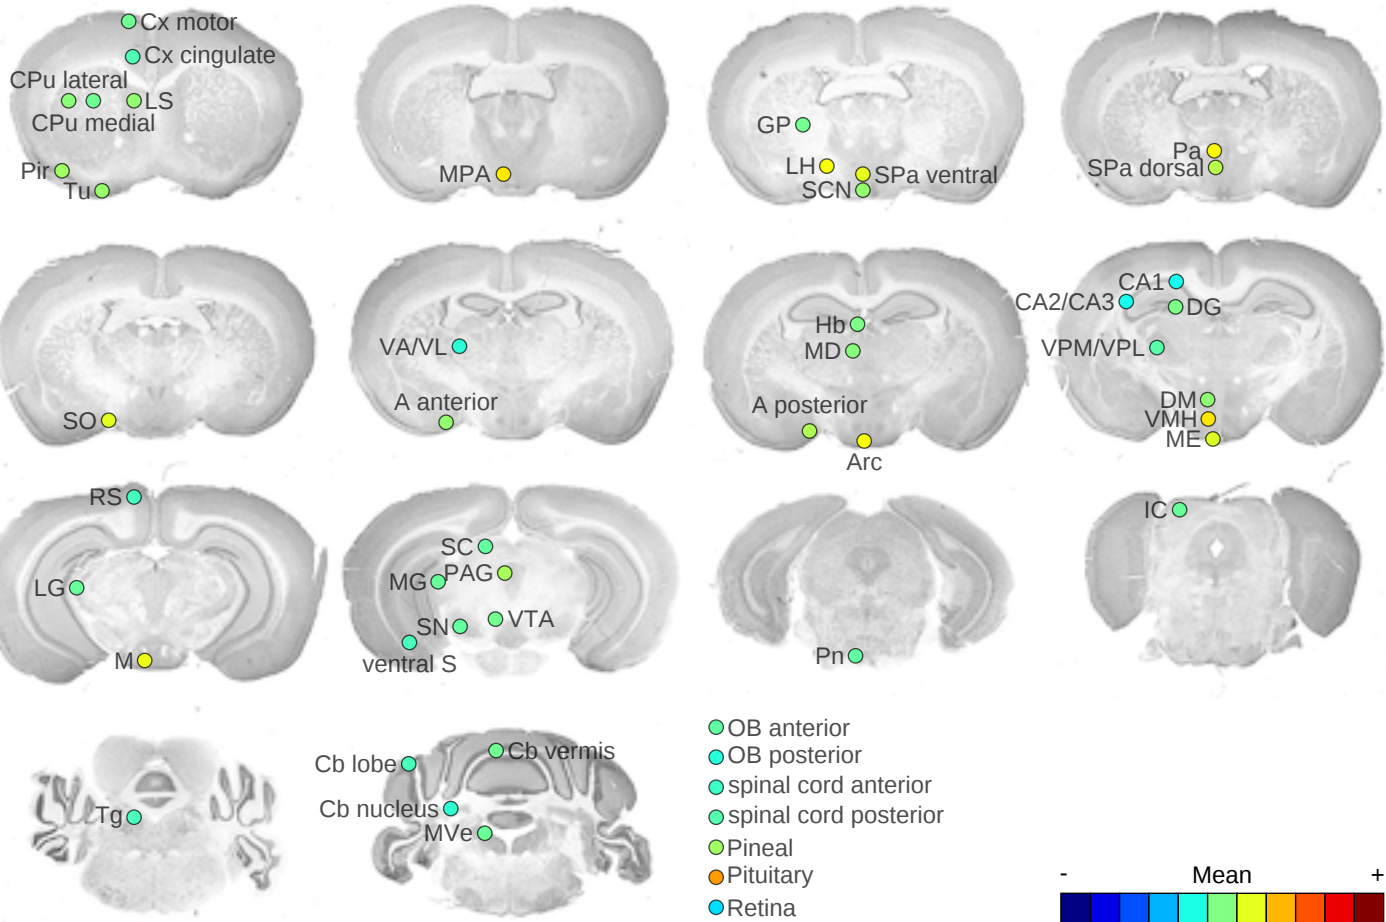 Cx motor
Cx cingulate
CPu lateral
LS
CPu medial
Pir
Tu
MPA
GP
LH
SPa ventral
SCN
Pa
SPa dorsal
SO
VA/VL
A anterior
Hb
MD
A posterior
Arc
CA1
CA2/CA3
DG
VPM/VPL
DM
VMH
ME
RS
LG
M
SC
MG
PAG
SN
VTA
ventral S
Pn
IC
Tg
Cb lobe
Cb vermis
Cb nucleus
MVe
OB anterior
OB posterior
spinal cord anterior
spinal cord posterior
Pineal
Pituitary
Retina
- Mean +